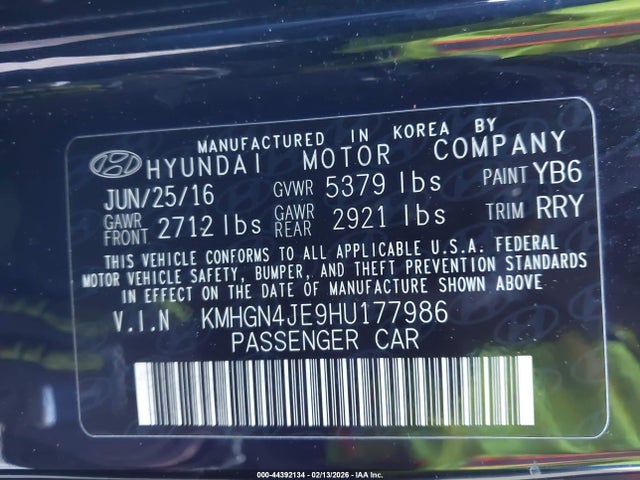 MANUFACTURED IN KOREA BY
HYUNDAI MOTOR COMPANY
JUN/25/16 GVWR 5379 lbs PAINT YB6
GAWR FRONT 2712 lbs GAWR REAR 2921 lbs TRIM RRY
THIS VEHICLE CONFORMS TO ALL APPLICABLE U.S.A. FEDERAL
MOTOR VEHICLE SAFETY, BUMPER, AND THEFT PREVENTION STANDARDS
IN EFFECT ON THE DATE OF MANUFACTURE SHOWN ABOVE
V.I.N KMHGN4JE9HU177986
PASSENGER CAR
000-44392134 - 02/13/2026 - IAA Inc.